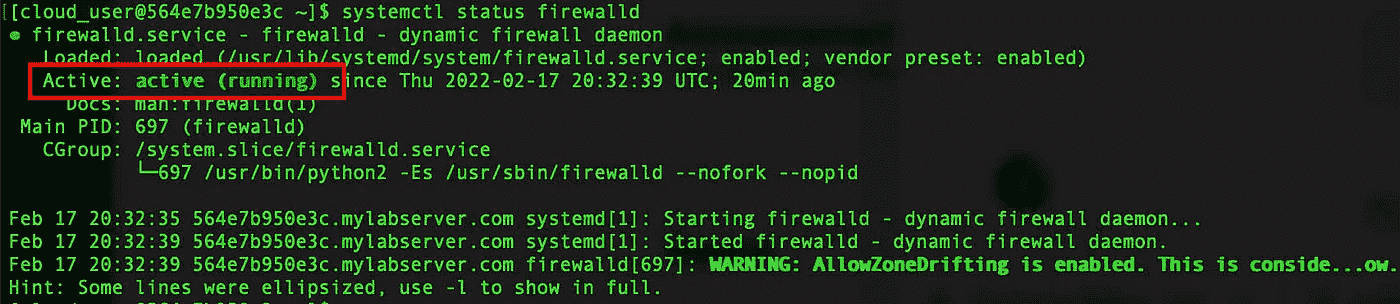 [[cloud_user@564e7b950e3c ~]$ systemctl status firewalld
● firewalld.service - firewalld - dynamic firewall daemon
Loaded: loaded (/usr/lib/systemd/system/firewalld.service; enabled; vendor preset: enabled)
Active: active (running) since Thu 2022-02-17 20:32:39 UTC; 20min ago
Docs: man:firewalld(1)
Main PID: 697 (firewalld)
CGroup: /system.slice/firewalld.service
└─697 /usr/bin/python2 -Es /usr/sbin/firewalld --nofork --nopid
Feb 17 20:32:35 564e7b950e3c.mylabserver.com systemd[1]: Starting firewalld - dynamic firewall daemon...
Feb 17 20:32:39 564e7b950e3c.mylabserver.com systemd[1]: Started firewalld - dynamic firewall daemon.
Feb 17 20:32:39 564e7b950e3c.mylabserver.com firewalld[697]: WARNING: AllowZoneDrifting is enabled. This is conside...ow.
Hint: Some lines were ellipsized, use -l to show in full.